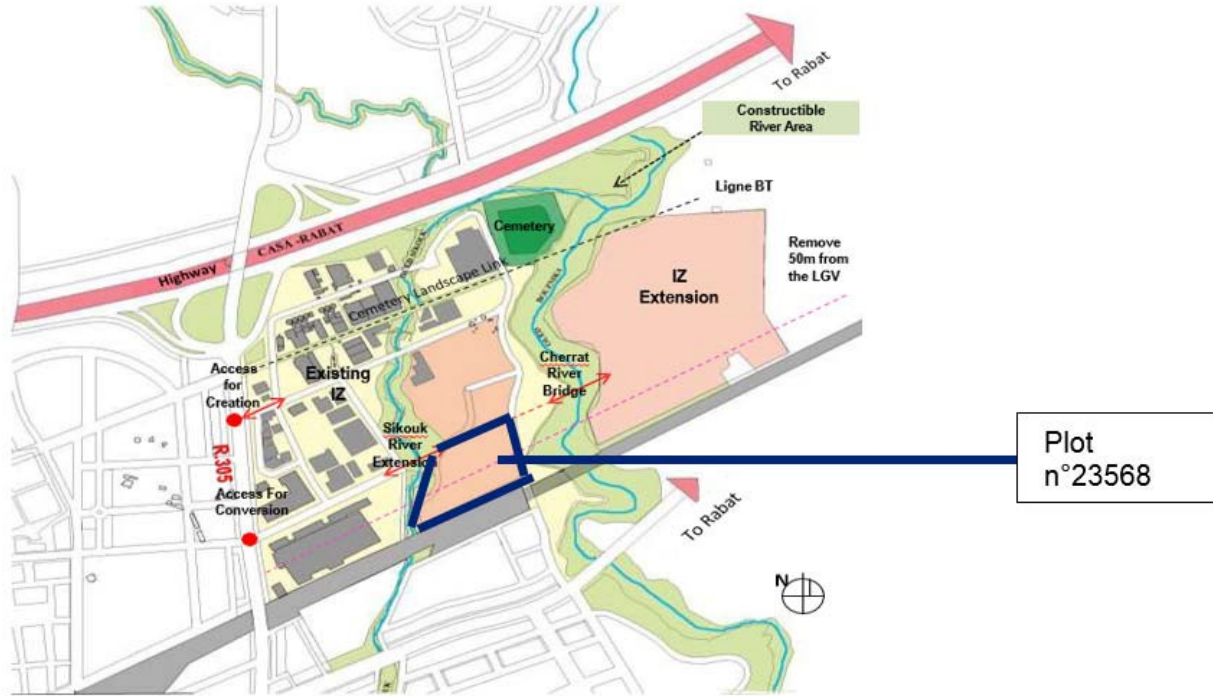 To Rabat
Constructible
River Area
Ligne BT
Cemetery
CASA -RABAT
Highway
Remove
50m from
the LGV
IZ
Extension
Cemetery Landscape Link
Access
for
Creation
Existing
IZ
Cherrat
River
Bridge
Sikouk
River
Extension
R.305
Access For
Conversion
To Rabat
N
Plot
n°23568